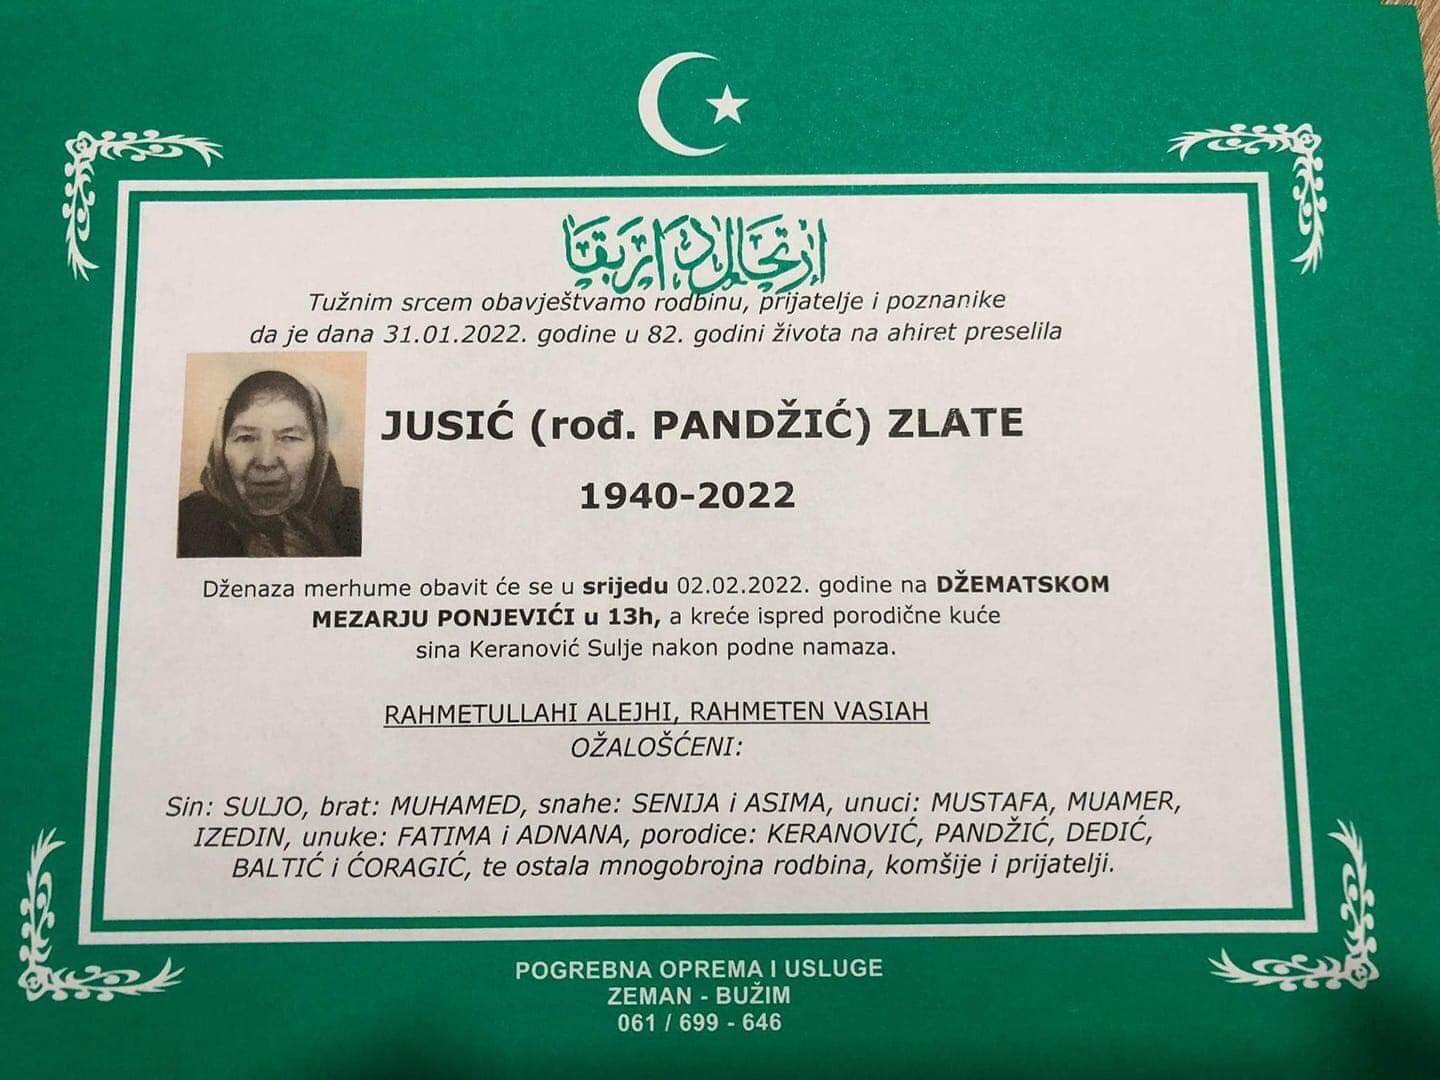 ارتحال دار بقا
Tužnim srcem obavještvamo rodbinu, prijatelje i poznanike
da je dana 31.01.2022. godine u 82. godini života na ahiret preselila
JUSIĆ (rođ. PANDŽIĆ) ZLATE
1940-2022
Dženaza merhume obavit će se u srijedu 02.02.2022. godine na DŽEMATSKOM
MEZARJU PONJEVIĆI u 13h, a kreće ispred porodične kuće
sina Keranović Sulje nakon podne namaza.
RAHMETULLAHI ALEJHI, RAHMETEN VASIAH
OŽALOŠĆENI:
Sin: SULJO, brat: MUHAMED, snahe: SENIJA i ASIMA, unuci: MUSTAFA, MUAMER,
IZEDIN, unuke: FATIMA i ADNANA, porodice: KERANOVIĆ, PANDŽIĆ, DEDIĆ,
BALTIĆ i ĆORAGIĆ, te ostala mnogobrojna rodbina, komšije i prijatelji.
POGREBNA OPREMA I USLUGE
ZEMAN - BUŽIM
061 / 699 - 646